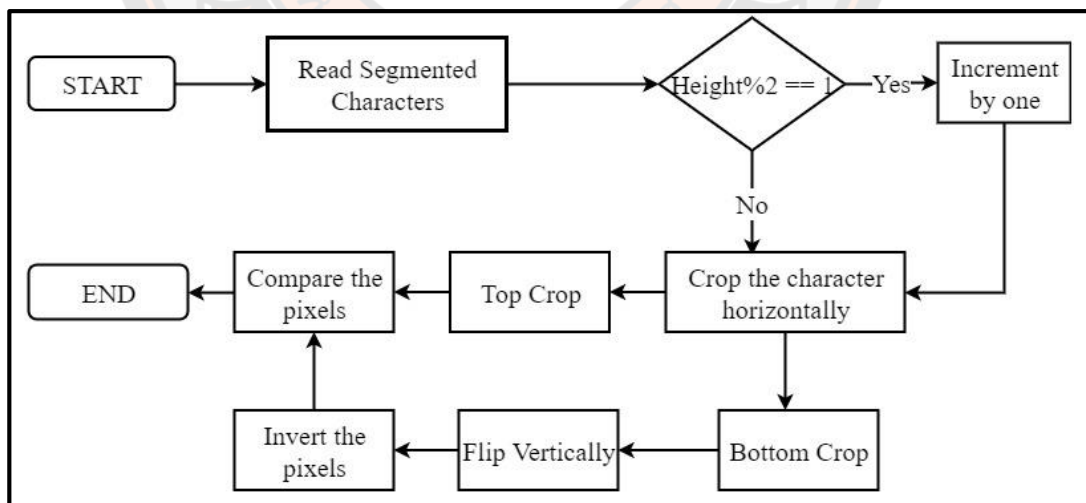 START
Read Segmented
Characters
Height%2 == 1
Yes
Increment
by one
No
END
Compare the
pixels
Top Crop
Crop the character
horizontally
Invert the
pixels
Flip Vertically
Bottom Crop